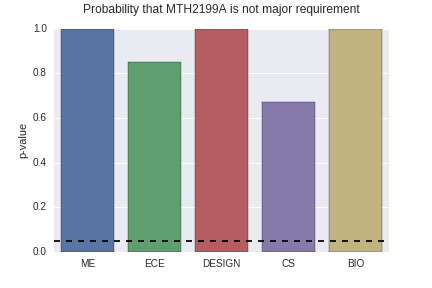 Probability that MTH2199A is not major requirement
1.0
0.8
0.6
0.4
0.2
0.0
p-value
ME ECE DESIGN CS BIO